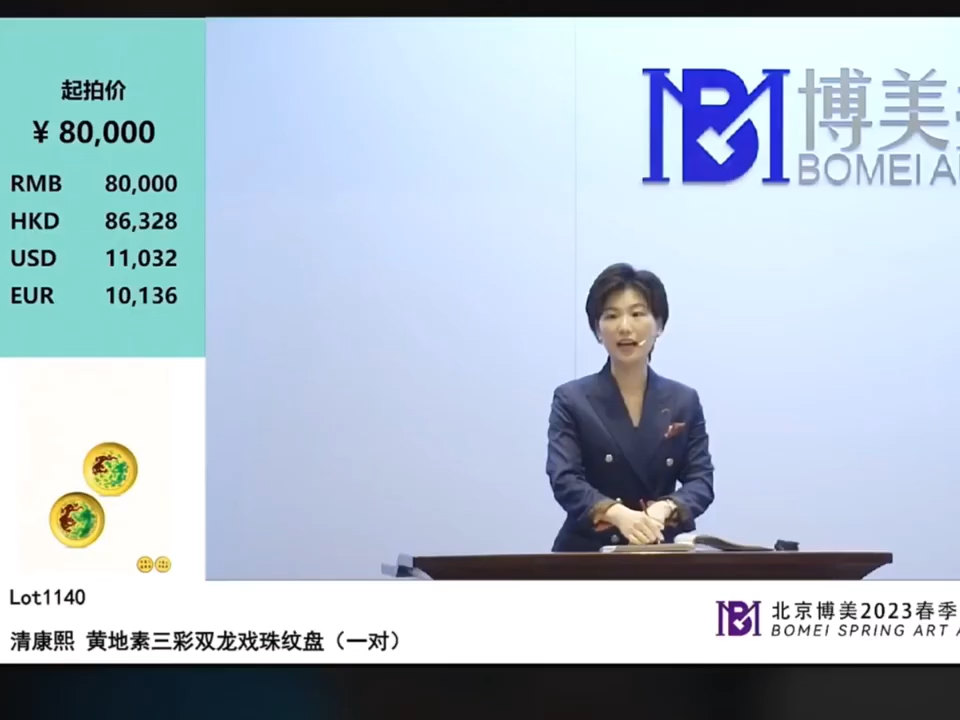 起拍价
¥ 80,000
RMB 80,000
HKD 86,328
USD 11,032
EUR 10,136
博美
BOMEI A
Lot1140
清康熙 黄地素三彩双龙戏珠纹盘（一对）
北京博美2023春季
BOMEI SPRING ART